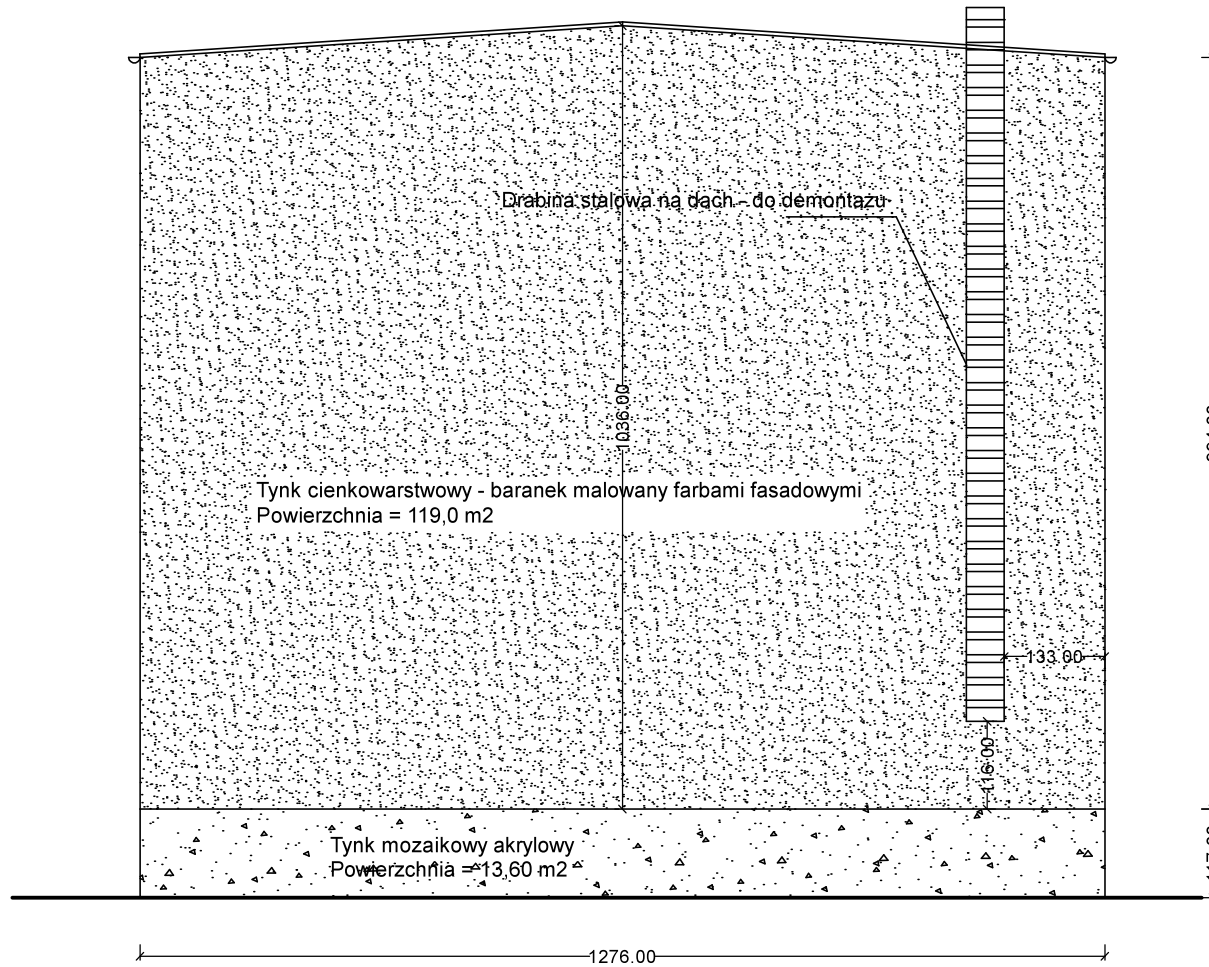 Drabina stalowa na dach - do demontażu
1036.00
Tynk cienkowarstwowy - baranek malowany farbami fasadowymi
Powierzchnia = 119,0 m2
133.00
116.00
Tynk mozaikowy akrylowy
Powierzchnia = 13,60 m2
1276.00